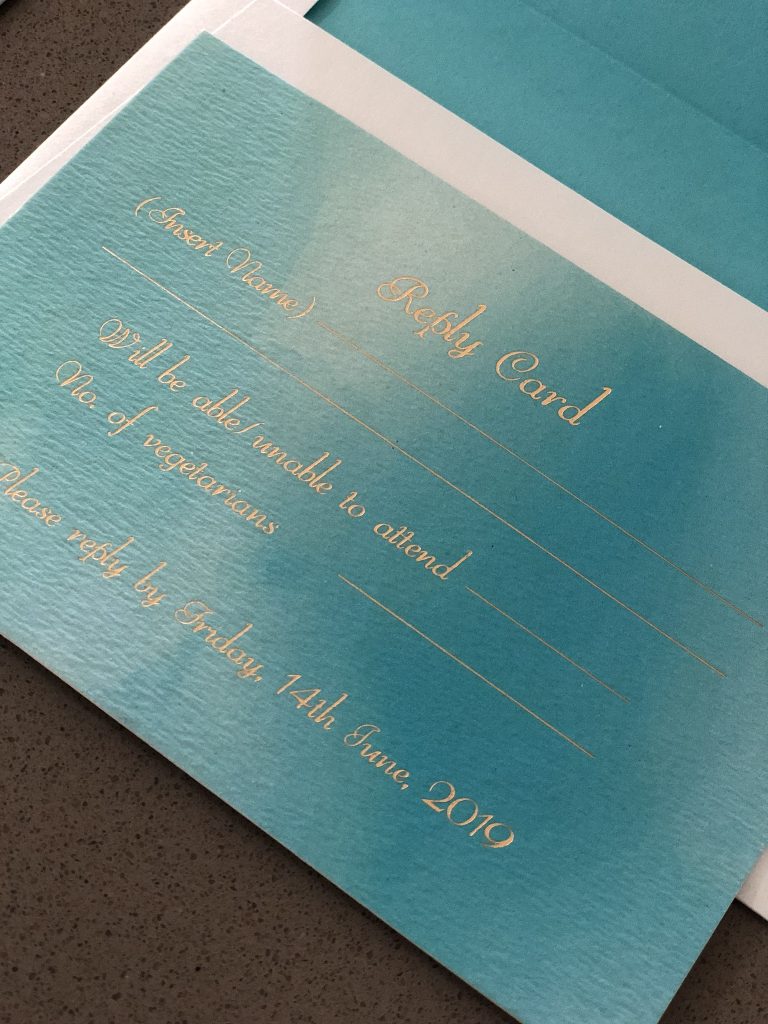 Reply Card
(Insert Name)
Will be able/unable to attend
No. of vegetarians
Please reply by Friday, 14th June, 2019